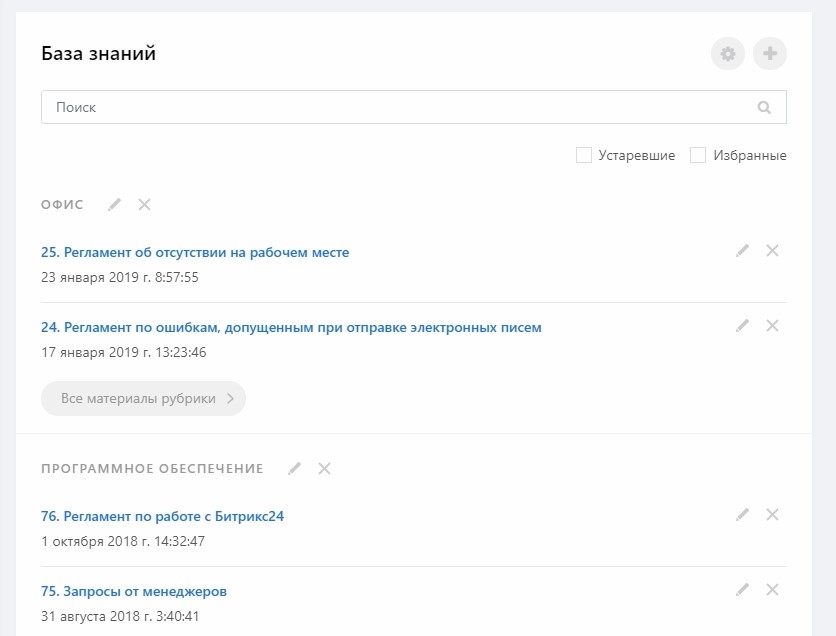 База знаний
Поиск
Устаревшие Избранные
ОФИС
25. Регламент об отсутствии на рабочем месте
23 января 2019 г. 8:57:55
24. Регламент по ошибкам, допущенным при отправке электронных писем
17 января 2019 г. 13:23:46
Все материалы рубрики
ПРОГРАММНОЕ ОБЕСПЕЧЕНИЕ
76. Регламент по работе с Битрикс24
1 октября 2018 г. 14:32:47
75. Запросы от менеджеров
31 августа 2018 г. 3:40:41